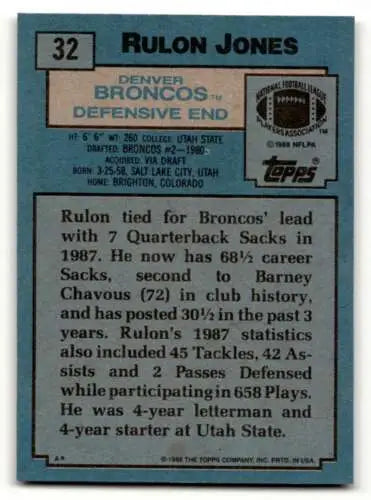 32
RULON JONES
DENVER
BRONCOS™
DEFENSIVE END
NATIONAL FOOTBALL LEAGUE
PLAYERS ASSOCIATION
™
© 1988 NFLPA
Topps
HT: 6' 6" WT: 260 COLLEGE: UTAH STATE
DRAFTED: BRONCOS #2—1980
ACQUIRED: VIA DRAFT
BORN: 3-25-58, SALT LAKE CITY, UTAH
HOME: BRIGHTON, COLORADO
Rulon tied for Broncos' lead
with 7 Quarterback Sacks in
1987. He now has 68½ career
Sacks, second to Barney
Chavous (72) in club history,
and has posted 30½ in the past 3
years. Rulon's 1987 statistics
also included 45 Tackles, 42 As-
sists and 2 Passes Defensed
while participating in 658 Plays.
He was 4-year letterman and
4-year starter at Utah State.
© 1988 THE TOPPS COMPANY, INC. PRTD. IN U.S.A.